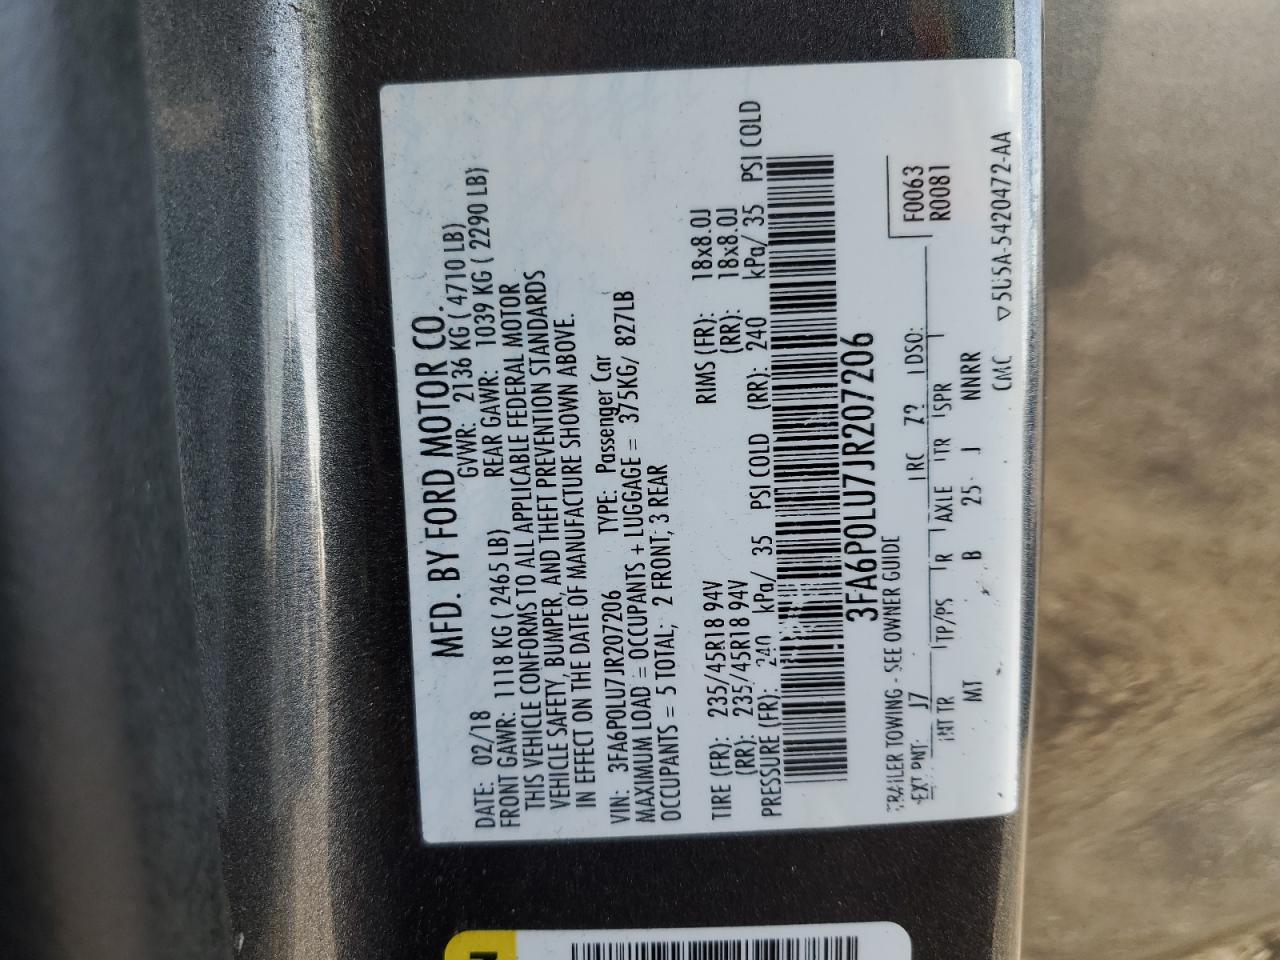 MFD. BY FORD MOTOR CO.
DATE: 02/18 GVWR: 2136 KG ( 4710 LB)
FRONT GAWR: 1118 KG ( 2465 LB) REAR GAWR: 1039 KG ( 2290 LB)
THIS VEHICLE CONFORMS TO ALL APPLICABLE FEDERAL MOTOR
VEHICLE SAFETY, BUMPER, AND THEFT PREVENTION STANDARDS
IN EFFECT ON THE DATE OF MANUFACTURE SHOWN ABOVE.
VIN: 3FA6P0LU7JR207206 TYPE: Passenger Car
MAXIMUM LOAD = OCCUPANTS + LUGGAGE = 375KG/ 827LB
OCCUPANTS = 5 TOTAL, 2 FRONT, 3 REAR
TIRE (FR): 235/45R18 94V RIMS (FR): 18x8.0J
(RR): 235/45R18 94V (RR): 18x8.0J
PRESSURE (FR): 240 kPa/ 35 PSI COLD (RR): 240 kPa/ 35 PSI COLD
3FA6P0LU7JR207206
TRAILER TOWING - SEE OWNER GUIDE
F0063
R0081
EXT PNT: J7 RC Z9 DSO:
INT TR TP/PS R AXLE TR SPR
MT B 25 J NNRR
CMC
5U5A-5420472-AA